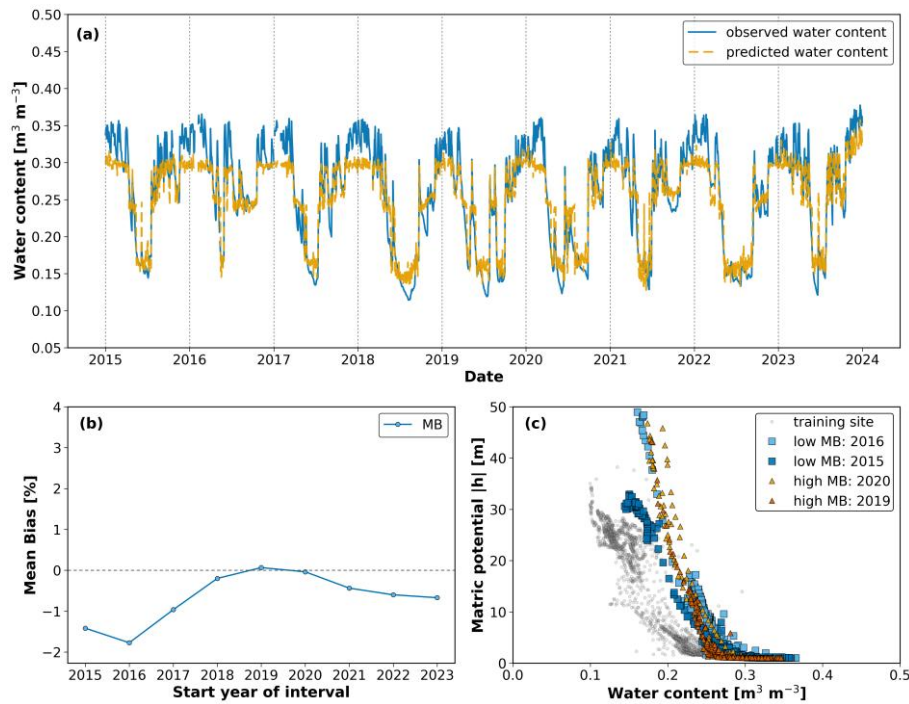 (a)
observed water content
predicted water content
Water content [m³ m⁻³]
0.50
0.45
0.40
0.35
0.30
0.25
0.20
0.15
0.10
0.05
2015 2016 2017 2018 2019 2020 2021 2022 2023 2024
Date
(b)
MB
Mean Bias [%]
4
3
2
1
0
−1
−2
2015 2016 2017 2018 2019 2020 2021 2022 2023
Start year of interval
(c)
training site
low MB: 2016
low MB: 2015
high MB: 2020
high MB: 2019
Matric potential |h| [m]
50
40
30
20
10
0
0.0 0.1 0.2 0.3 0.4 0.5
Water content [m³ m⁻³]